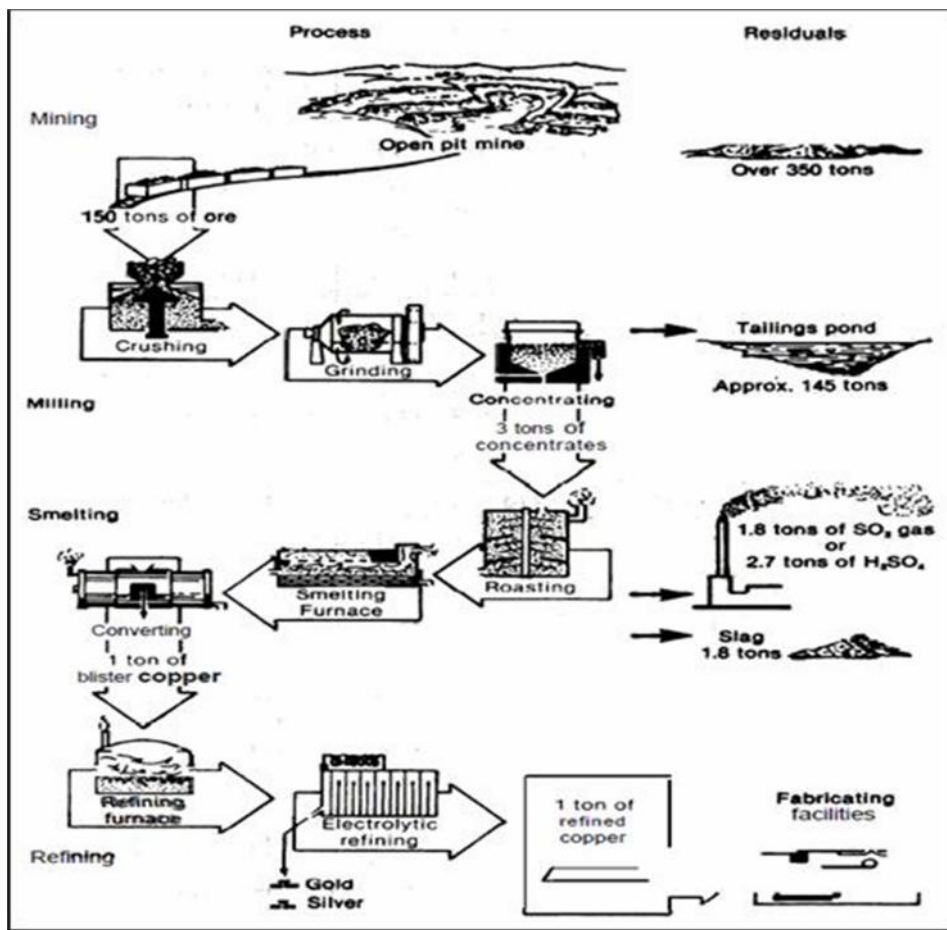 Process
Residuals
Mining
Open pit mine
Over 350 tons
150 tons of ore
Crushing
Grinding
Concentrating
Tailings pond
Approx. 145 tons
Milling
3 tons of
concentrates
Smelting
1.8 tons of SO₂ gas
or
2.7 tons of H₂SO₄
Roasting
Smelting
Furnace
Converting
Slag
1.8 tons
1 ton of
blister copper
Refining
furnace
Electrolytic
refining
1 ton of
refined
copper
Fabricating
facilities
Refining
Gold
Silver